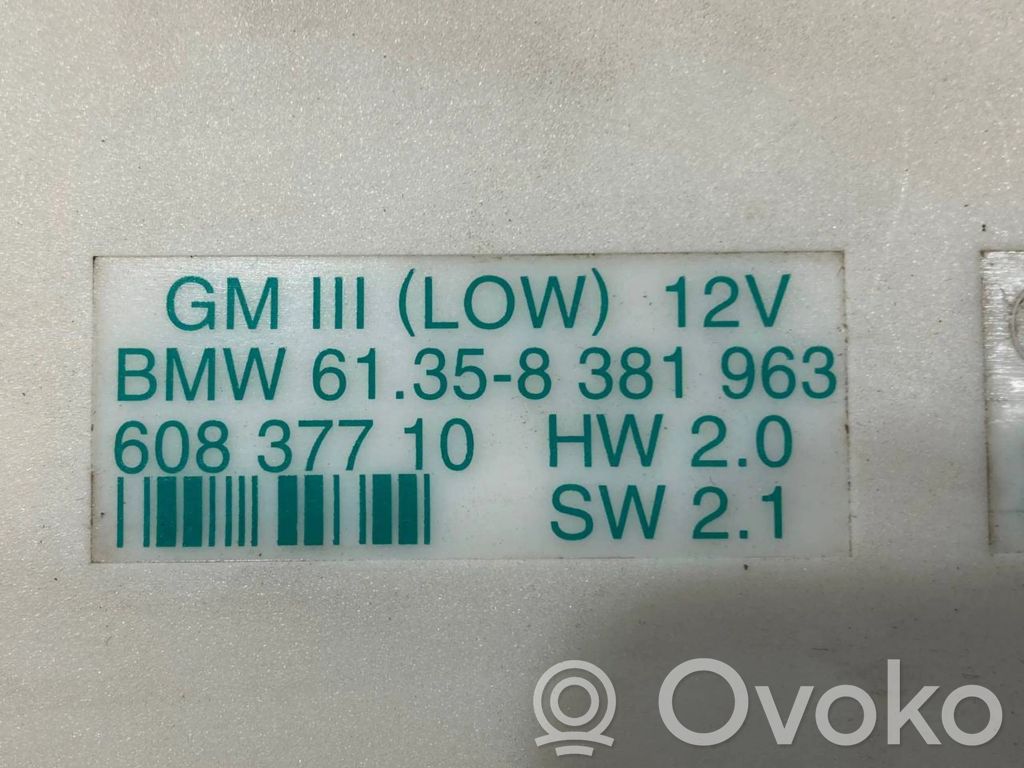 GM III (LOW) 12V
BMW 61.35-8 381 963
608 377 10 HW 2.0
SW 2.1
Ovoko